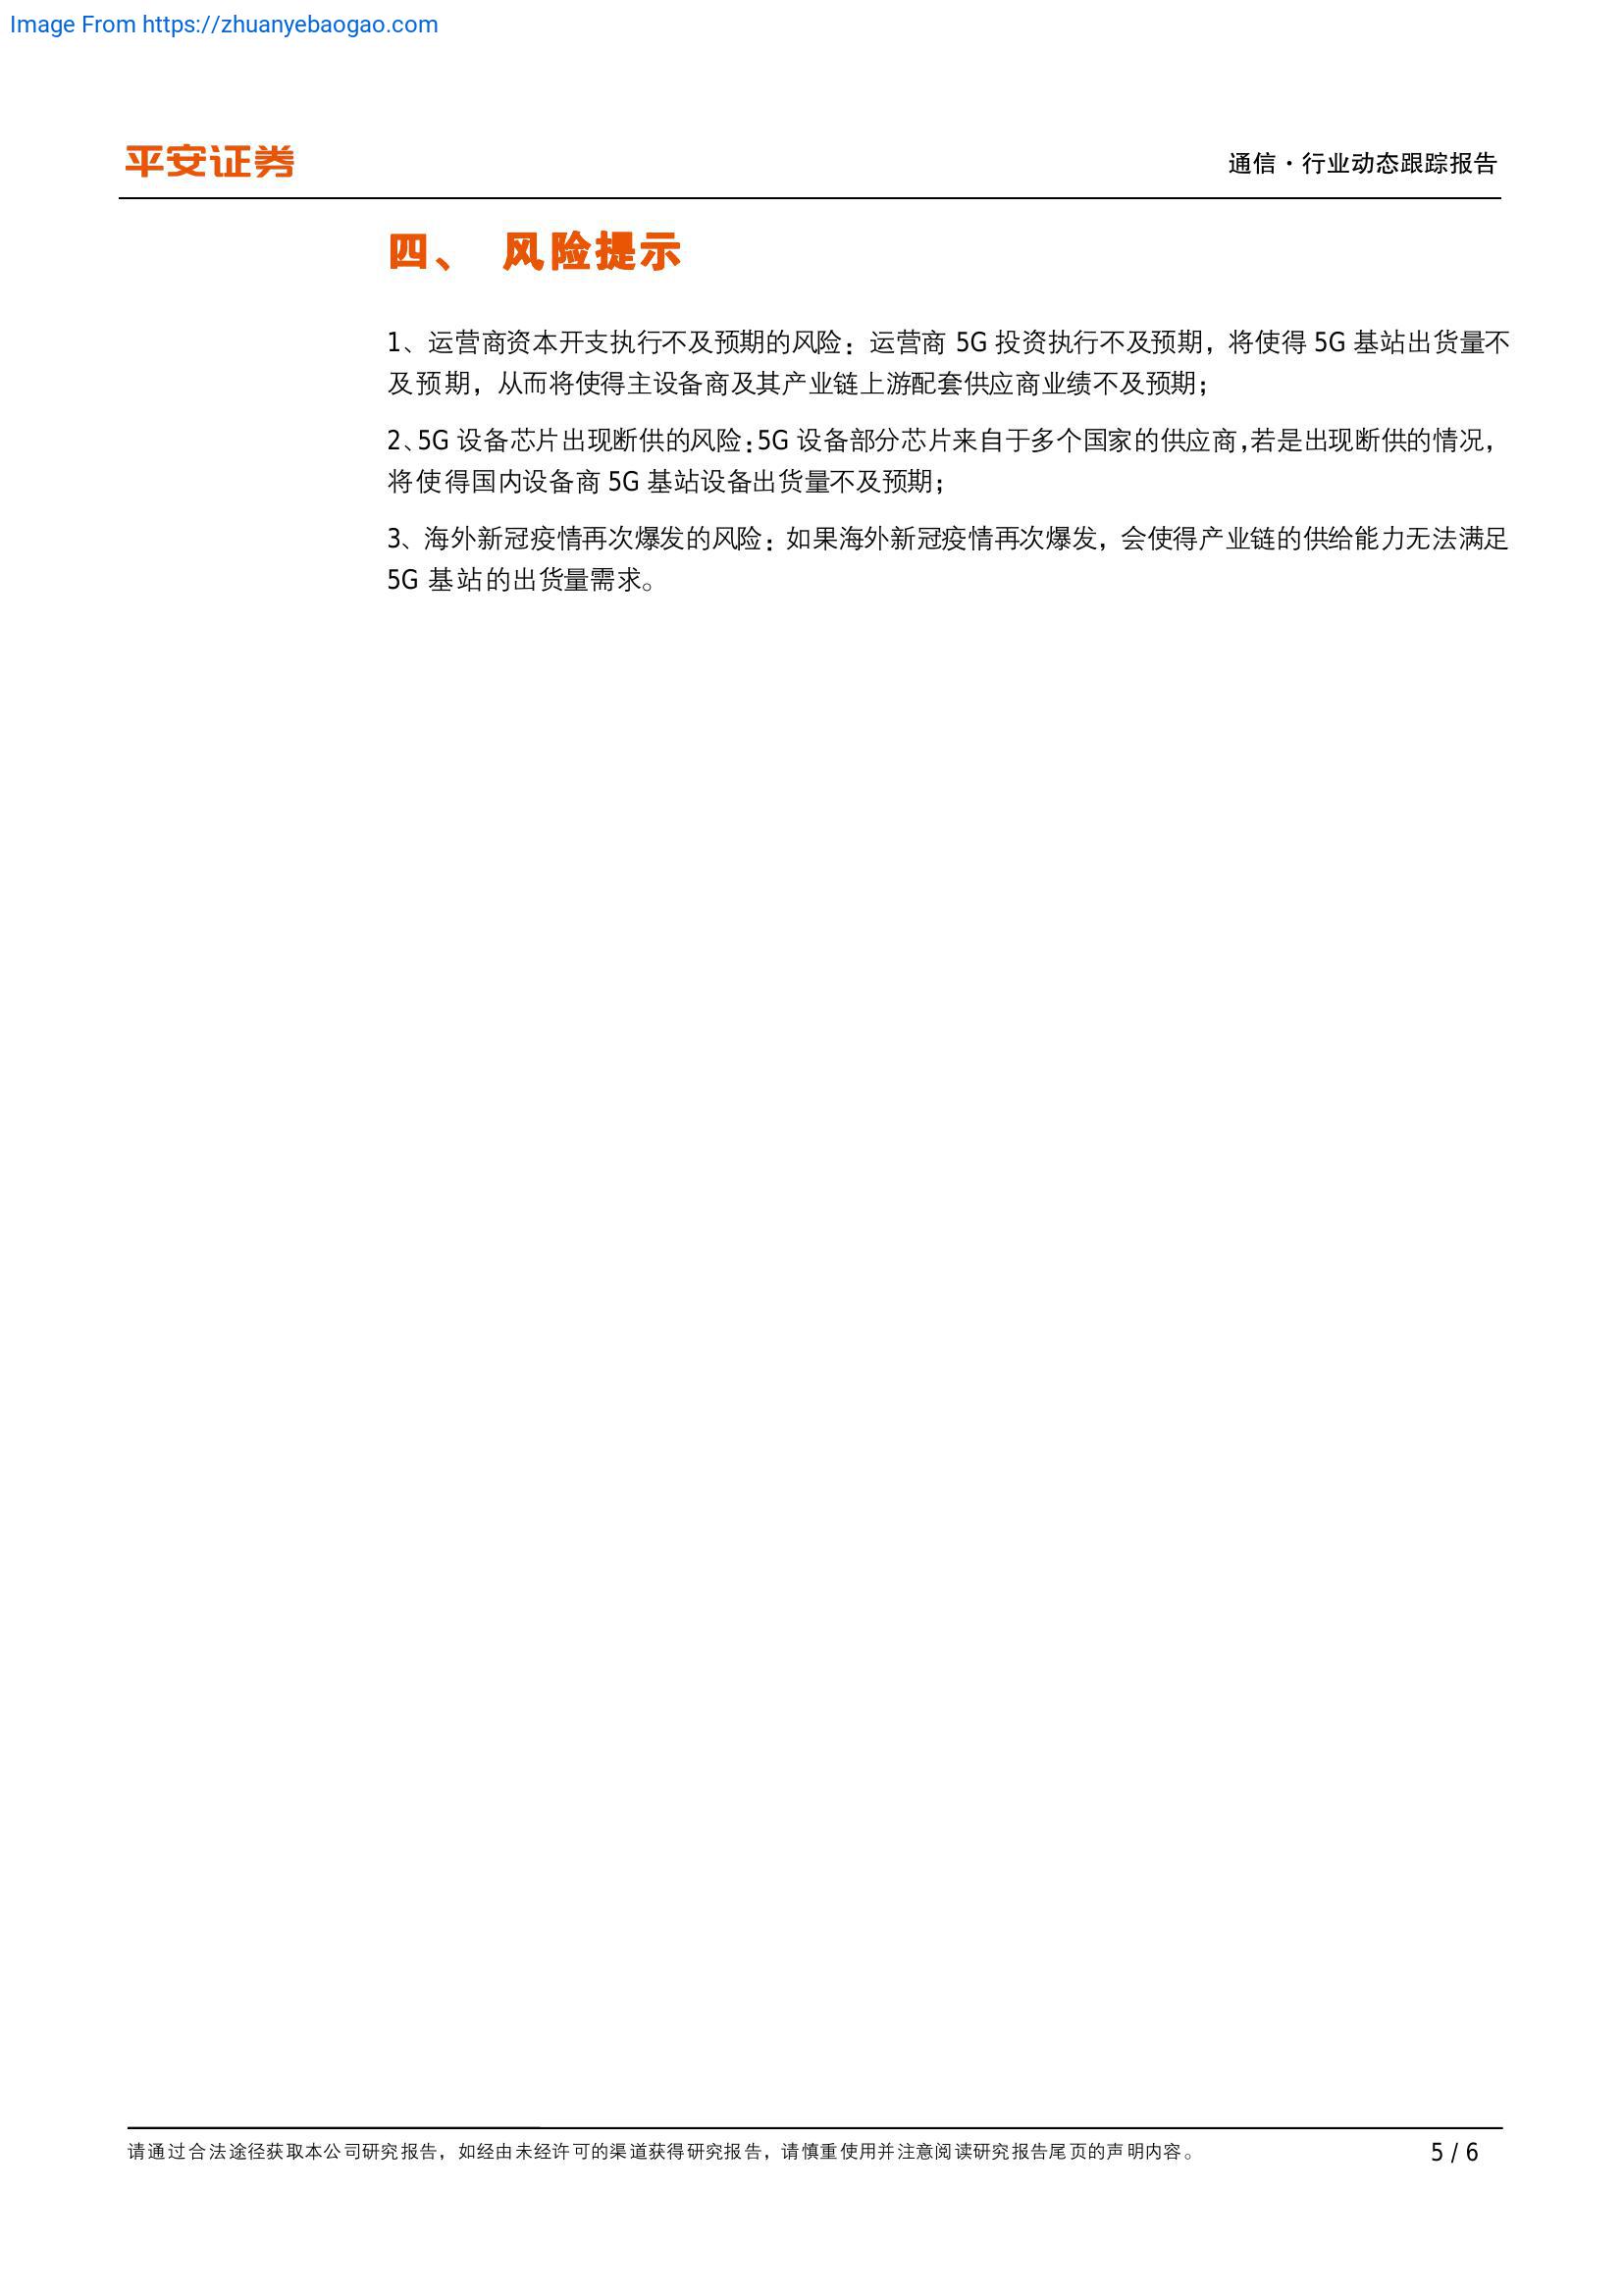 Image From https://zhuanyebaogao.com
平安证券
通信·行业动态跟踪报告
四、 风险提示
1、运营商资本开支执行不及预期的风险：运营商 5G 投资执行不及预期，将使得 5G 基站出货量不
及预期，从而将使得主设备商及其产业链上游配套供应商业绩不及预期；
2、5G 设备芯片出现断供的风险：5G 设备部分芯片来自于多个国家的供应商，若是出现断供的情况，
将使得国内设备商 5G 基站设备出货量不及预期；
3、海外新冠疫情再次爆发的风险：如果海外新冠疫情再次爆发，会使得产业链的供给能力无法满足
5G 基站的出货量需求。
请通过合法途径获取本公司研究报告，如经由未经许可的渠道获得研究报告，请慎重使用并注意阅读研究报告尾页的声明内容。
5 / 6